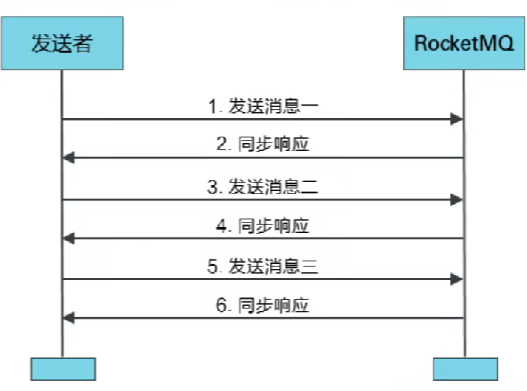 发送者
RocketMQ
1. 发送消息一
2. 同步响应
3. 发送消息二
4. 同步响应
5. 发送消息三
6. 同步响应